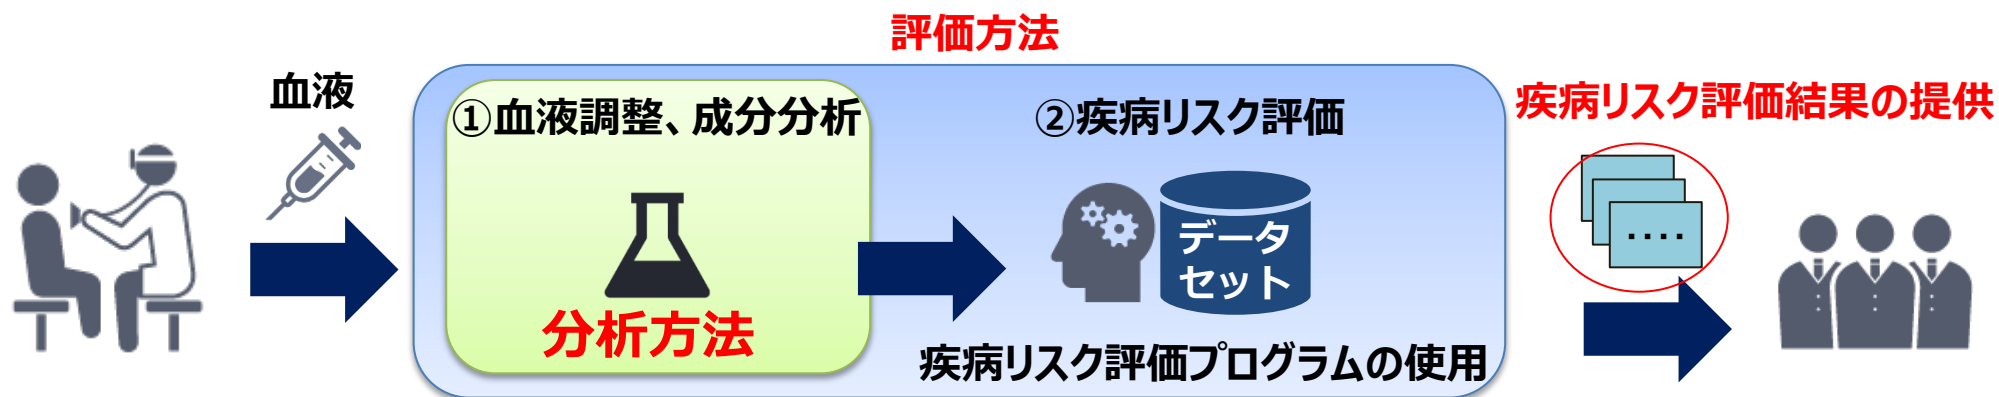 評価方法
血液
①血液調整、成分分析
②疾病リスク評価
疾病リスク評価結果の提供
データ
セット
‥‥
分析方法
疾病リスク評価プログラムの使用